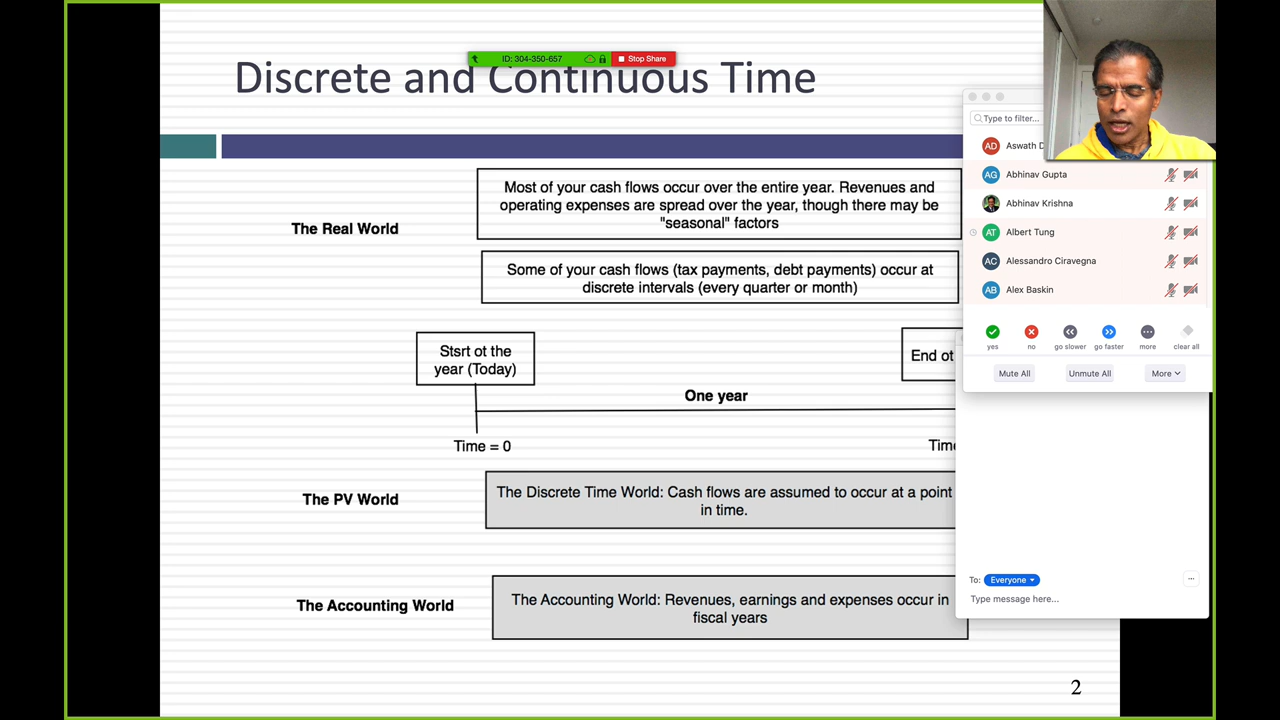 ID: 304-350-657
Stop Share
Discrete and Continuous Time
Most of your cash flows occur over the entire year. Revenues and
operating expenses are spread over the year, though there may be
"seasonal" factors
The Real World
Some of your cash flows (tax payments, debt payments) occur at
discrete intervals (every quarter or month)
Stsrt ot the
year (Today)
End ot
One year
Time = 0
The PV World
The Discrete Time World: Cash flows are assumed to occur at a point
in time.
The Accounting World
The Accounting World: Revenues, earnings and expenses occur in
fiscal years
2
Type to filter...
AD Aswath D
AG Abhinav Gupta
Abhinav Krishna
AT Albert Tung
AC Alessandro Ciravegna
AB Alex Baskin
yes no go slower go faster more clear all
Mute All Unmute All More
To: Everyone
Type message here...